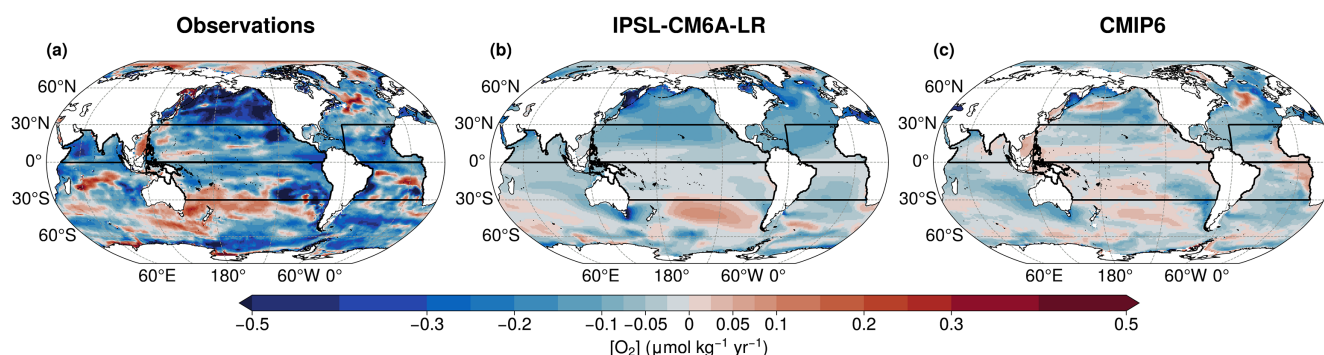 Observations
IPSL-CM6A-LR
CMIP6
(a)
(b)
(c)
60°N
60°N
60°N
30°N
30°N
30°N
0°
0°
0°
30°S
30°S
30°S
60°S
60°S
60°S
60°E 180° 60°W 0°
60°E 180° 60°W 0°
60°E 180° 60°W 0°
−0.5 −0.3 −0.2 −0.1 −0.05 0 0.05 0.1 0.2 0.3 0.5
[O₂] (μmol kg⁻¹ yr⁻¹)